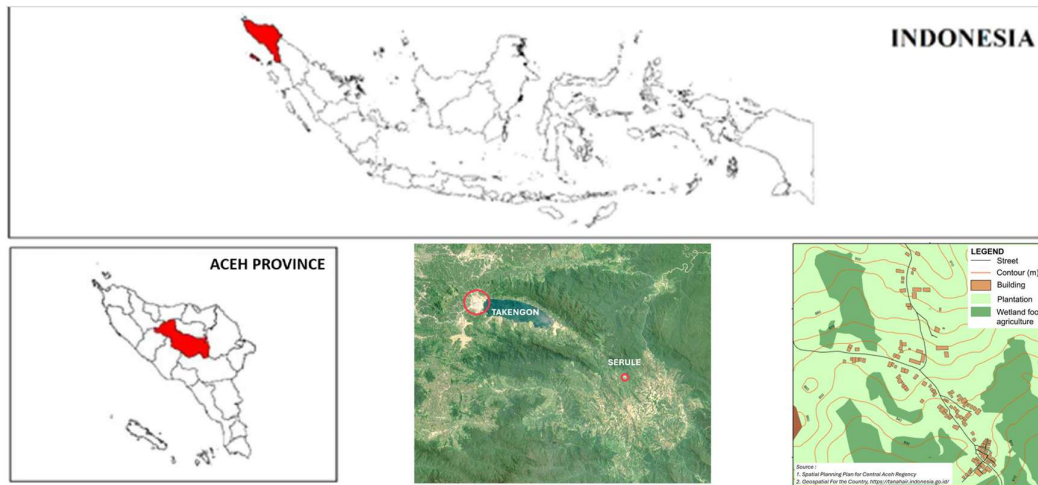 INDONESIA
ACEH PROVINCE
TAKENGON
SERULE
LEGEND
Street
Contour (m)
Building
Plantation
Wetland foo
agriculture
Source :
1. Spatial Planning Plan for Central Aceh Regency
2. Geospatial For the Country, https://tanahair.indonesia.go.id/